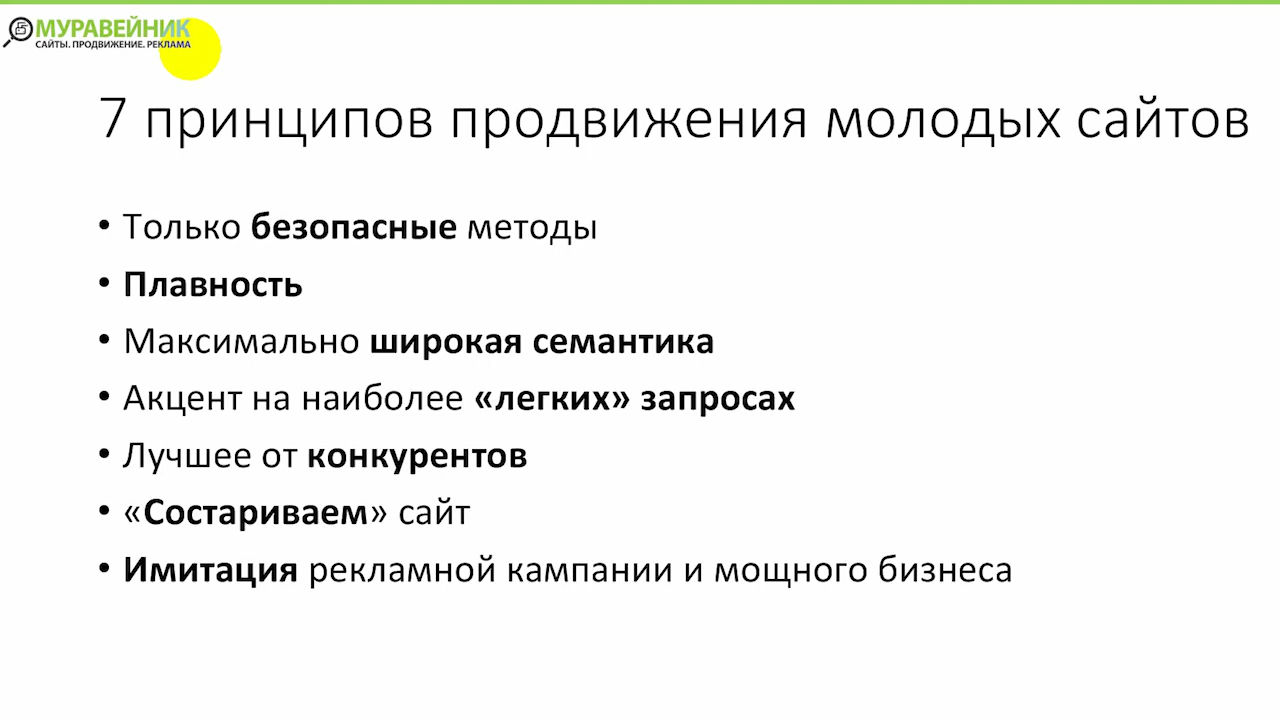 МУРАВЕЙНИК
САЙТЫ. ПРОДВИЖЕНИЕ. РЕКЛАМА
7 принципов продвижения молодых сайтов
• Только безопасные методы
• Плавность
• Максимально широкая семантика
• Акцент на наиболее «легких» запросах
• Лучшее от конкурентов
• «Состариваем» сайт
• Имитация рекламной кампании и мощного бизнеса